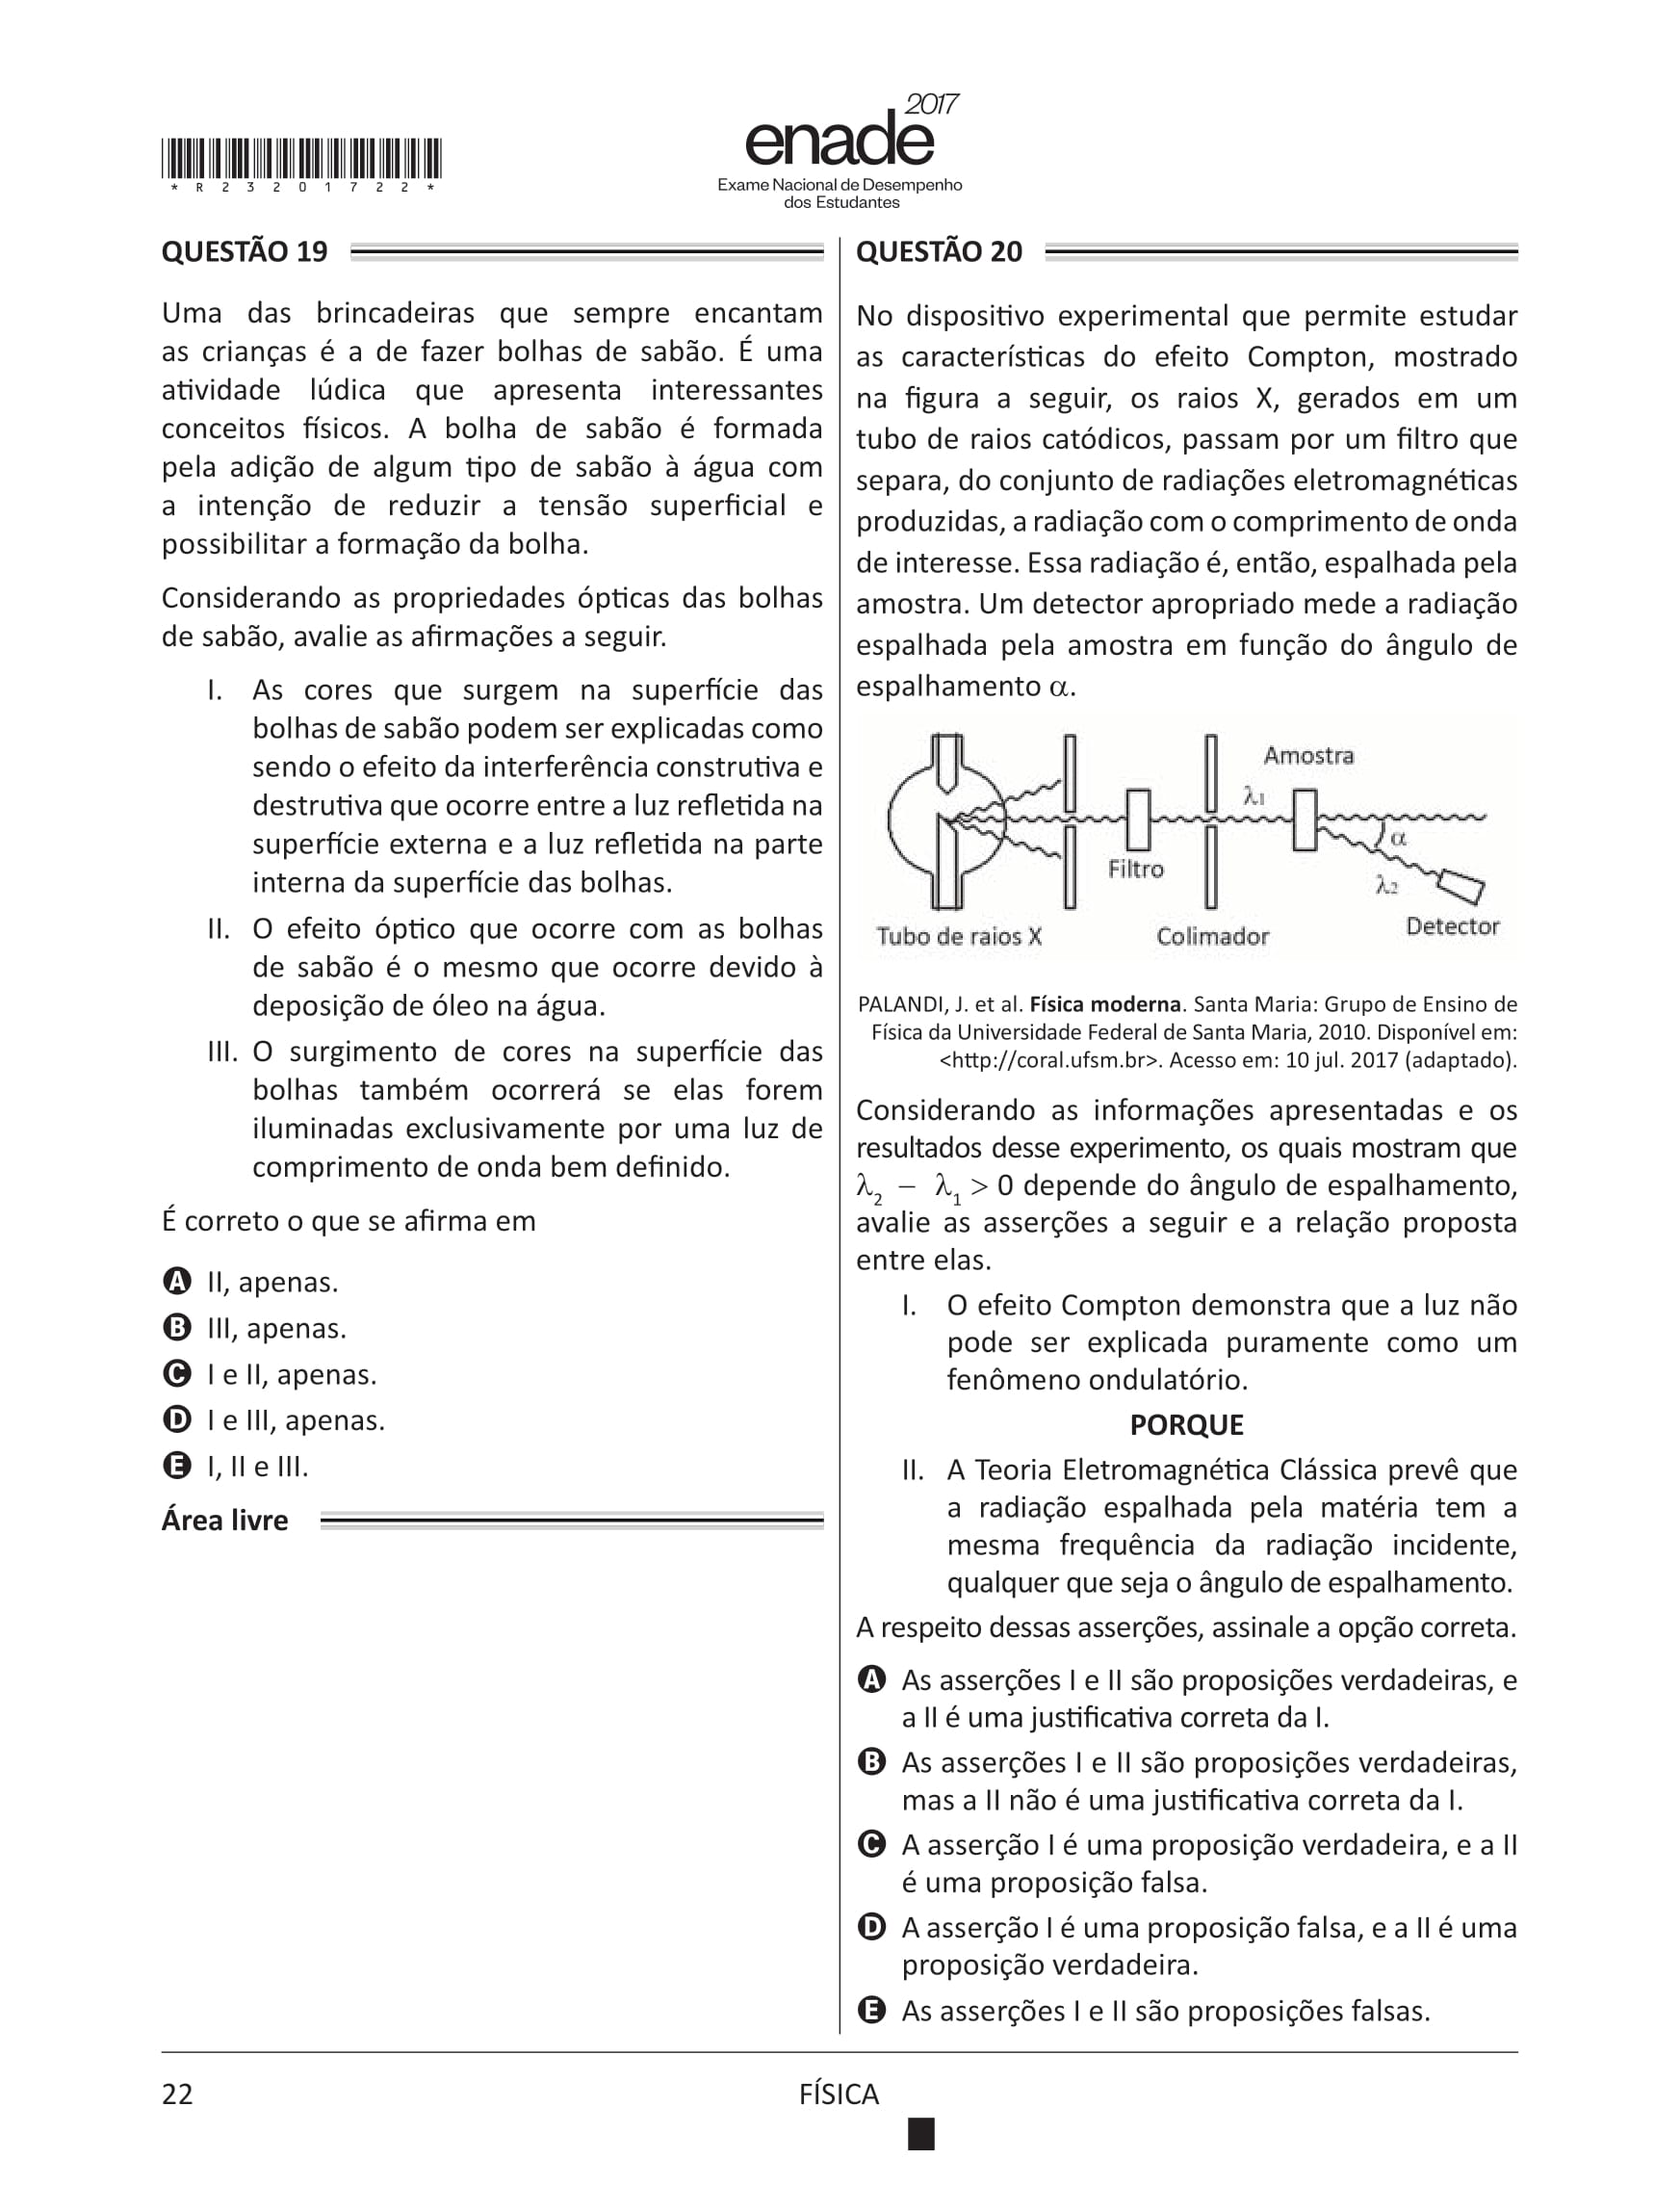 2017
enade
Exame Nacional de Desempenho
dos Estudantes
* R 2 3 2 0 1 7 2 2 *
QUESTÃO 19
Uma das brincadeiras que sempre encantam
as crianças é a de fazer bolhas de sabão. É uma
atividade lúdica que apresenta interessantes
conceitos físicos. A bolha de sabão é formada
pela adição de algum tipo de sabão à água com
a intenção de reduzir a tensão superficial e
possibilitar a formação da bolha.
Considerando as propriedades ópticas das bolhas
de sabão, avalie as afirmações a seguir.
I. As cores que surgem na superfície das
bolhas de sabão podem ser explicadas como
sendo o efeito da interferência construtiva e
destrutiva que ocorre entre a luz refletida na
superfície externa e a luz refletida na parte
interna da superfície das bolhas.
II. O efeito óptico que ocorre com as bolhas
de sabão é o mesmo que ocorre devido à
deposição de óleo na água.
III. O surgimento de cores na superfície das
bolhas também ocorrerá se elas forem
iluminadas exclusivamente por uma luz de
comprimento de onda bem definido.
É correto o que se afirma em
A II, apenas.
B III, apenas.
C I e II, apenas.
D I e III, apenas.
E I, II e III.
Área livre
QUESTÃO 20
No dispositivo experimental que permite estudar
as características do efeito Compton, mostrado
na figura a seguir, os raios X, gerados em um
tubo de raios catódicos, passam por um filtro que
separa, do conjunto de radiações eletromagnéticas
produzidas, a radiação com o comprimento de onda
de interesse. Essa radiação é, então, espalhada pela
amostra. Um detector apropriado mede a radiação
espalhada pela amostra em função do ângulo de
espalhamento α.
Amostra
λ1
α
Filtro
λ2
Detector
Tubo de raios X
Colimador
PALANDI, J. et al. Física moderna. Santa Maria: Grupo de Ensino de
Física da Universidade Federal de Santa Maria, 2010. Disponível em:
<http://coral.ufsm.br>. Acesso em: 10 jul. 2017 (adaptado).
Considerando as informações apresentadas e os
resultados desse experimento, os quais mostram que
λ2 − λ1 > 0 depende do ângulo de espalhamento,
avalie as asserções a seguir e a relação proposta
entre elas.
I. O efeito Compton demonstra que a luz não
pode ser explicada puramente como um
fenômeno ondulatório.
PORQUE
II. A Teoria Eletromagnética Clássica prevê que
a radiação espalhada pela matéria tem a
mesma frequência da radiação incidente,
qualquer que seja o ângulo de espalhamento.
A respeito dessas asserções, assinale a opção correta.
A As asserções I e II são proposições verdadeiras, e
a II é uma justificativa correta da I.
B As asserções I e II são proposições verdadeiras,
mas a II não é uma justificativa correta da I.
C A asserção I é uma proposição verdadeira, e a II
é uma proposição falsa.
D A asserção I é uma proposição falsa, e a II é uma
proposição verdadeira.
E As asserções I e II são proposições falsas.
22
FÍSICA